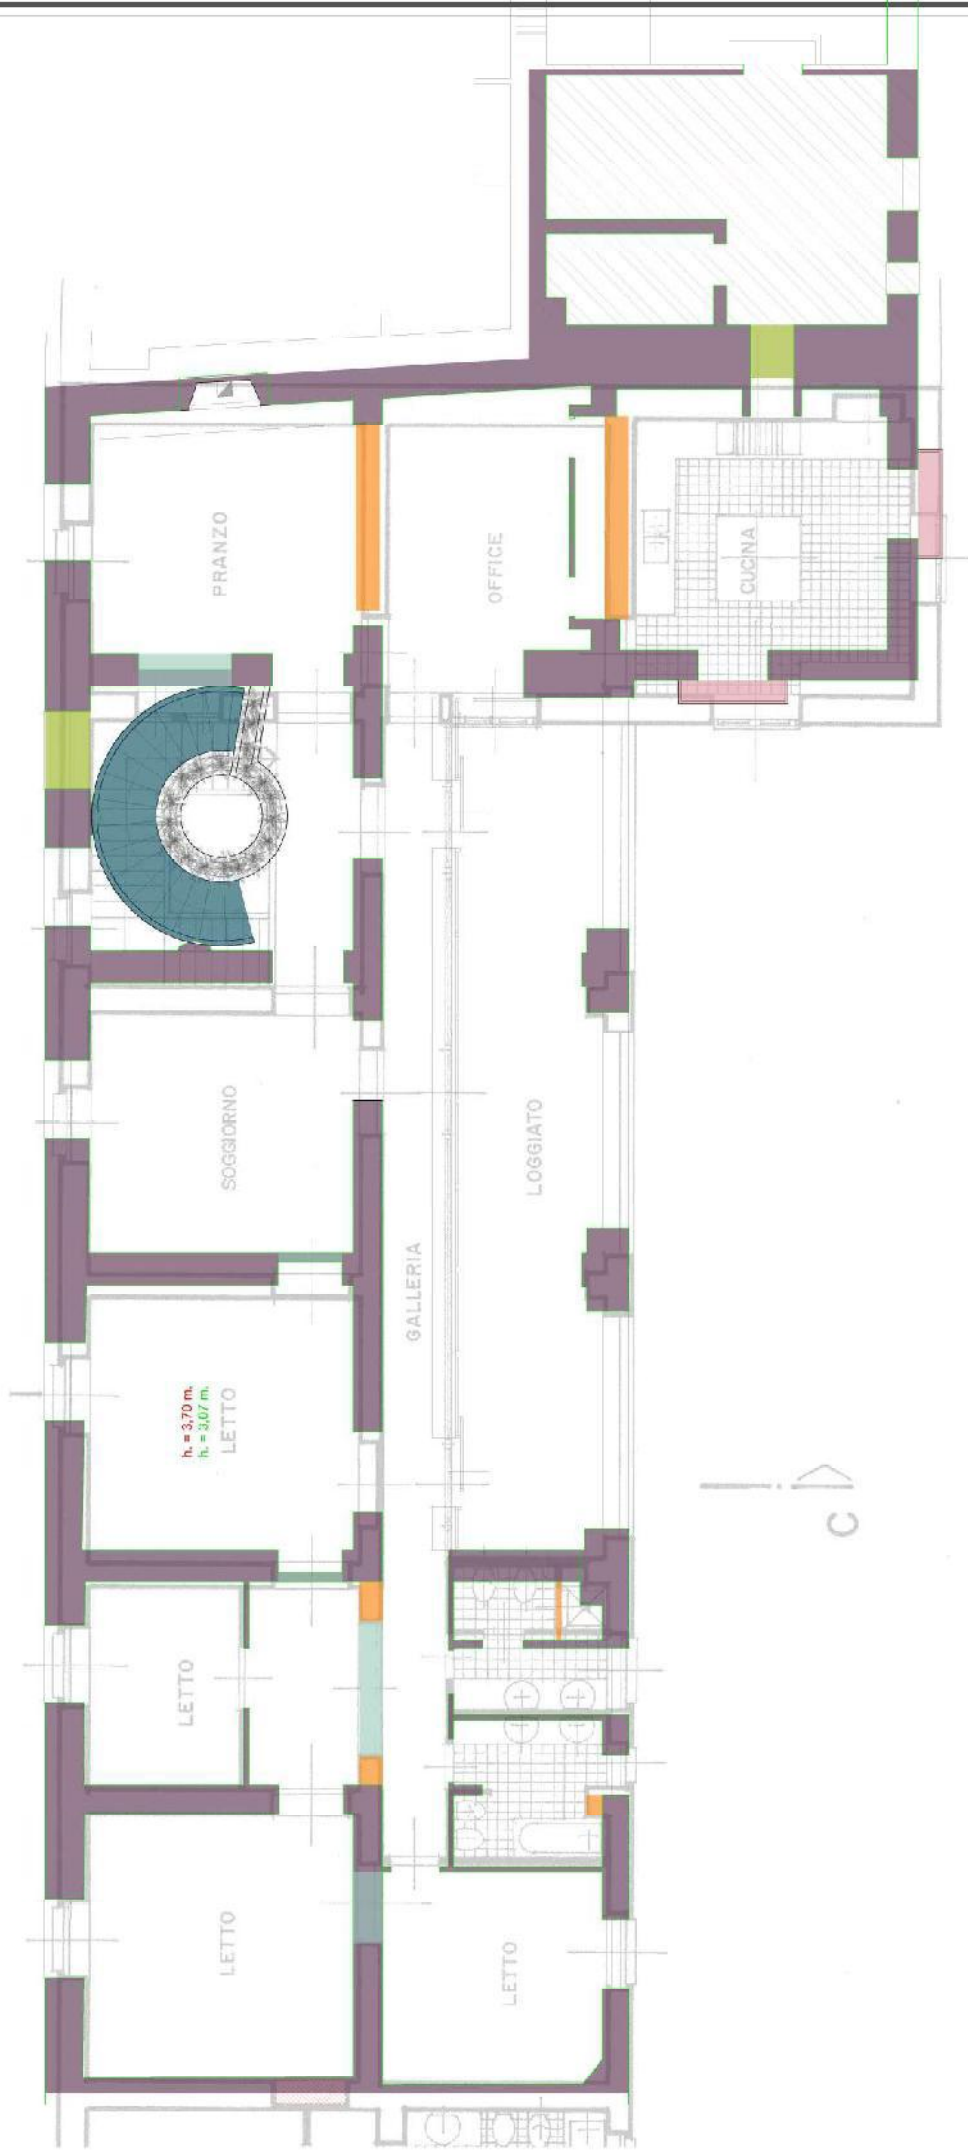 PRANZO
OFFICE
CUCINA
SOGGIORNO
LOGGIATO
GALLERIA
h. = 3,70 m.
h. = 3,07 m.
LETTO
C
LETTO
LETTO
LETTO